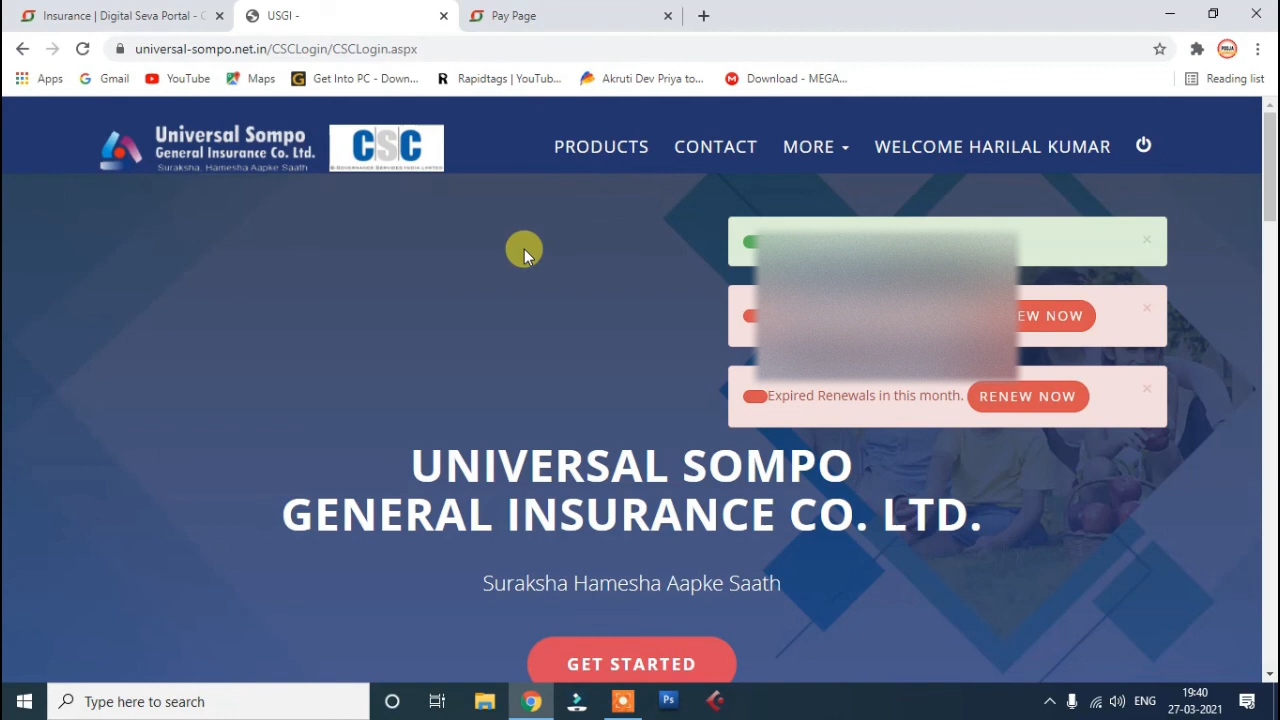 Insurance | Digital Seva Portal - C
USGI -
Pay Page
universal-sompo.net.in/CSCLogin/CSCLogin.aspx
Apps
Gmail
YouTube
Maps
Get Into PC - Down...
Rapidtags | YouTub...
Akruti Dev Priya to...
Download - MEGA...
Reading list
Universal Sompo
General Insurance Co. Ltd.
Suraksha, Hamesha Aapke Saath
CSC
PRODUCTS
CONTACT
MORE
WELCOME HARILAL KUMAR
NOW
Expired Renewals in this month.
RENEW NOW
UNIVERSAL SOMPO
GENERAL INSURANCE CO. LTD.
Suraksha Hamesha Aapke Saath
GET STARTED
Type here to search
ENG
19:40
27-03-2021